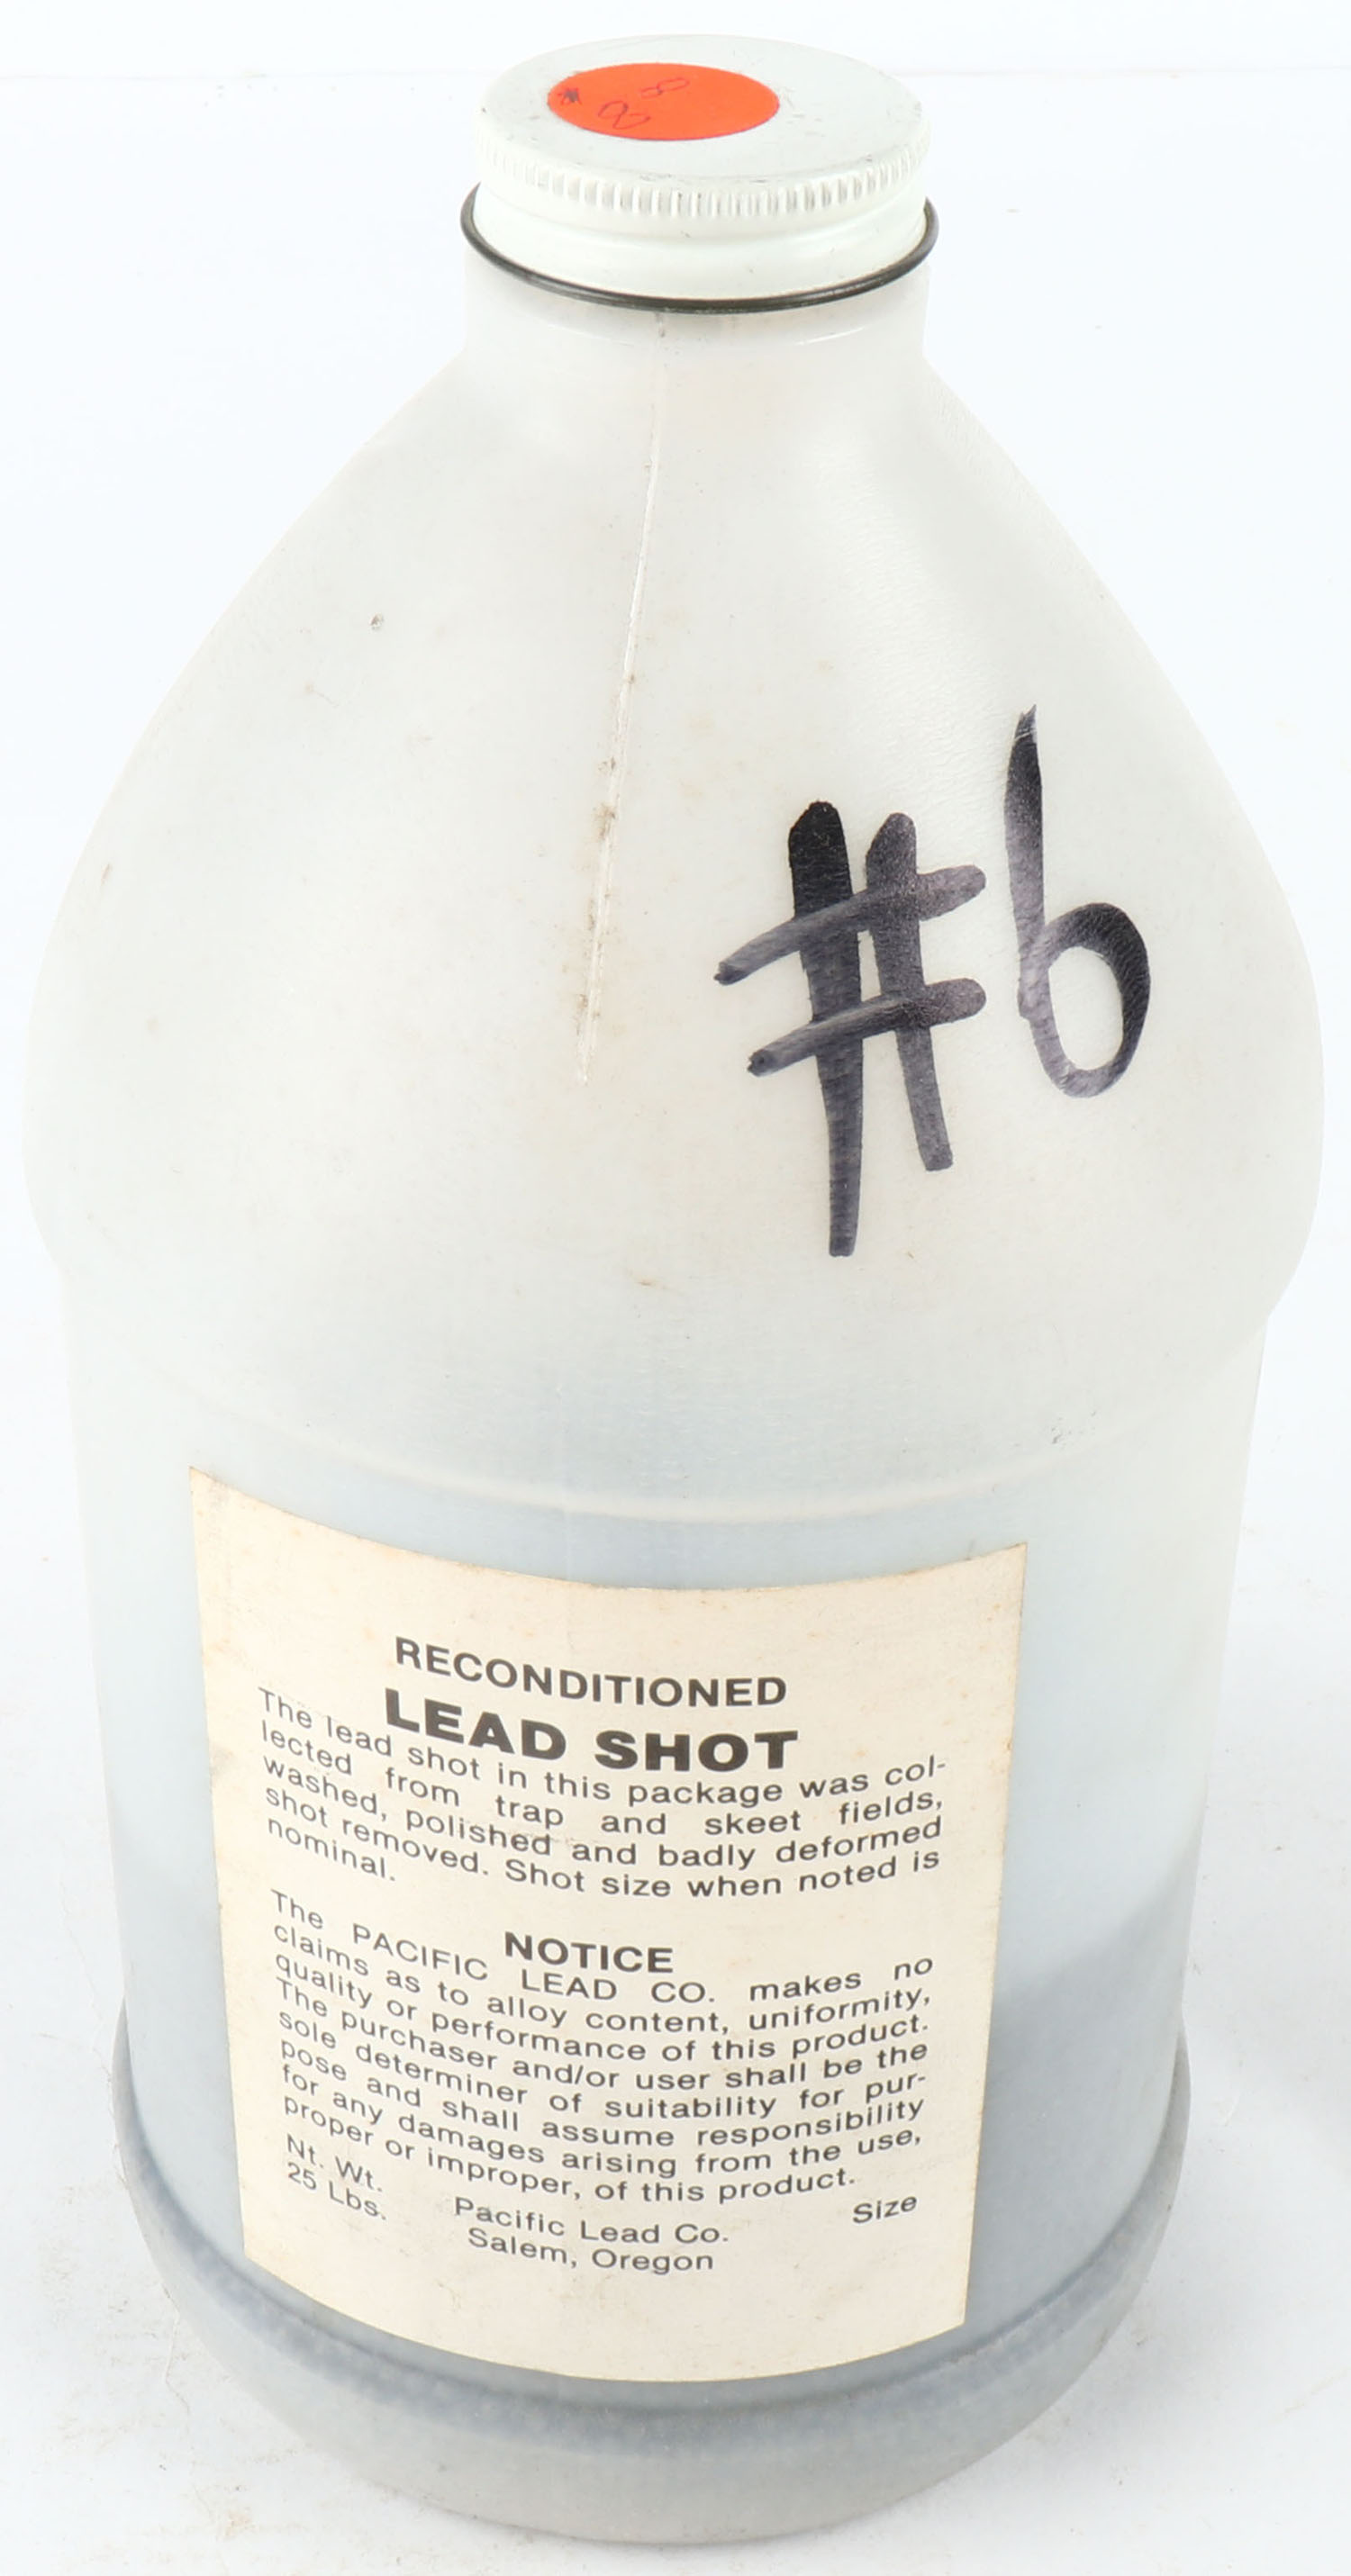 #6
RECONDITIONED
LEAD SHOT
The lead shot in this package was col-
lected from trap and skeet fields,
washed, polished and badly deformed
shot removed. Shot size when noted is
nominal.
NOTICE
The PACIFIC LEAD CO. makes no
claims as to alloy content, uniformity,
quality or performance of this product.
The purchaser and/or user shall be the
sole determiner of suitability for pur-
pose and shall assume responsibility
for any damages arising from the use,
proper or improper, of this product.
Nt. Wt.
25 Lbs.
Pacific Lead Co.
Salem, Oregon
Size